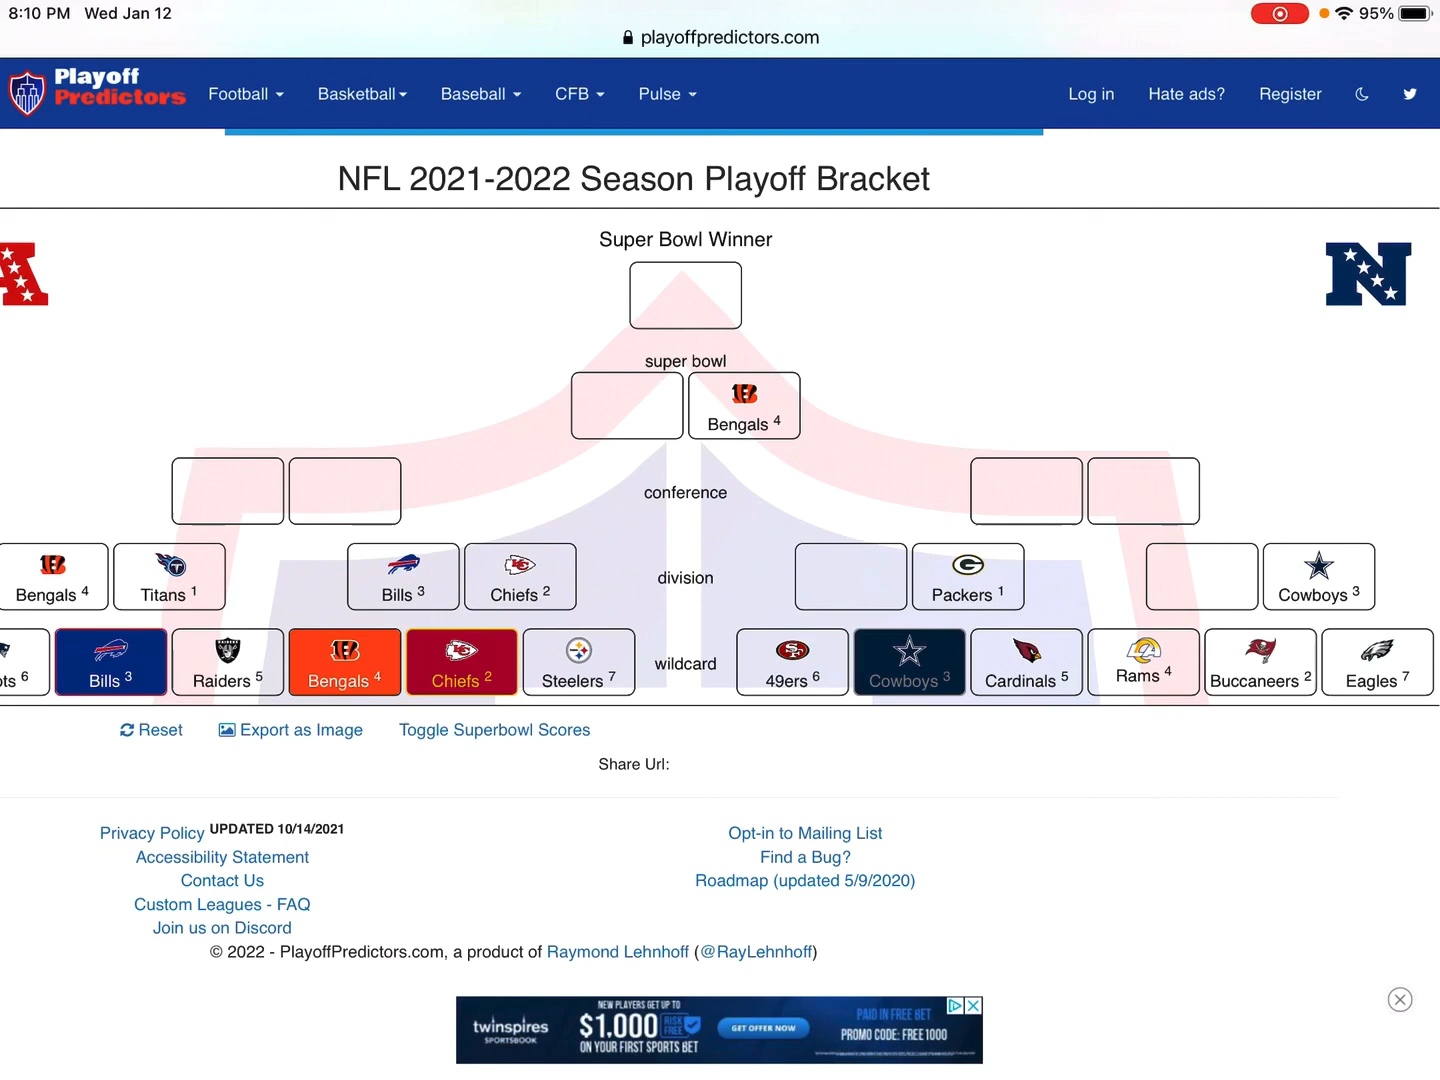 8:10 PM Wed Jan 12
95%
playoffpredictors.com
Playoff
Predictors
Football Basketball Baseball CFB Pulse Log in Hate ads? Register
NFL 2021-2022 Season Playoff Bracket
Super Bowl Winner
A
N
super bowl
Bengals 4
conference
division
Bengals 4 Titans 1 Bills 3 Chiefs 2 Packers 1 Cowboys 3
wildcard
ots 6 Bills 3 Raiders 5 Bengals 4 Chiefs 2 Steelers 7 49ers 6 Cowboys 3 Cardinals 5 Rams 4 Buccaneers 2 Eagles 7
Reset Export as Image Toggle Superbowl Scores
Share Url:
Privacy Policy UPDATED 10/14/2021
Accessibility Statement
Contact Us
Custom Leagues - FAQ
Join us on Discord
Opt-in to Mailing List
Find a Bug?
Roadmap (updated 5/9/2020)
© 2022 - PlayoffPredictors.com, a product of Raymond Lehnhoff (@RayLehnhoff)
twinspires
SPORTSBOOK
NEW PLAYERS GET UP TO
$1,000 RISK FREE
ON YOUR FIRST SPORTS BET
GET OFFER NOW
PAID IN FREE BET
PROMO CODE: FREE1000